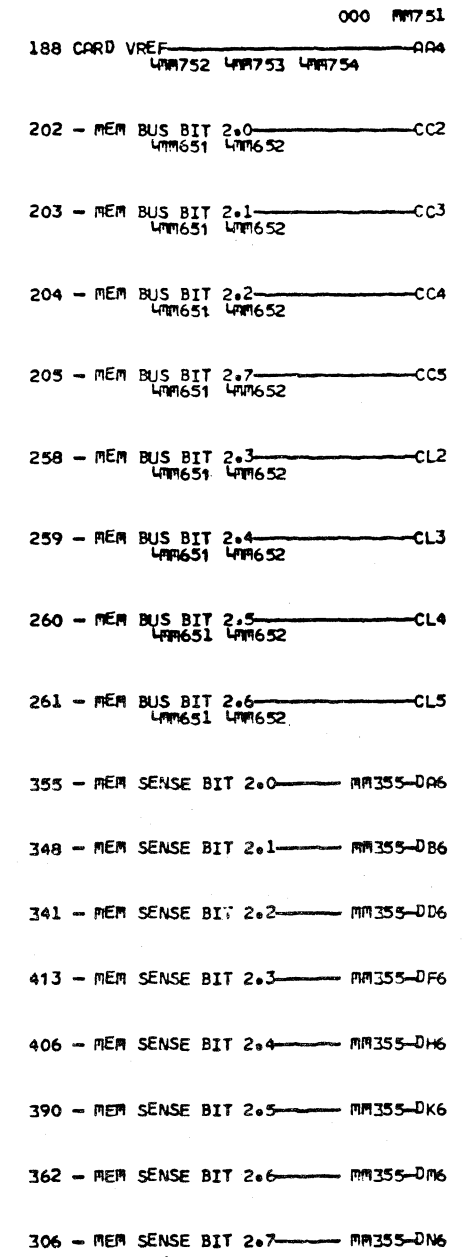 000 MM751
188 CARD VREF AA4
4MM752 4MM753 4MM754
202 - MEM BUS BIT 2.0 CC2
4MM651 4MM652
203 - MEM BUS BIT 2.1 CC3
4MM651 4MM652
204 - MEM BUS BIT 2.2 CC4
4MM651 4MM652
205 - MEM BUS BIT 2.7 CC5
4MM651 4MM652
258 - MEM BUS BIT 2.3 CL2
4MM651 4MM652
259 - MEM BUS BIT 2.4 CL3
4MM651 4MM652
260 - MEM BUS BIT 2.5 CL4
4MM651 4MM652
261 - MEM BUS BIT 2.6 CL5
4MM651 4MM652
355 - MEM SENSE BIT 2.0 MM355-DA6
348 - MEM SENSE BIT 2.1 MM355-DB6
341 - MEM SENSE BIT 2.2 MM355-DD6
413 - MEM SENSE BIT 2.3 MM355-DF6
406 - MEM SENSE BIT 2.4 MM355-DH6
390 - MEM SENSE BIT 2.5 MM355-DK6
362 - MEM SENSE BIT 2.6 MM355-DM6
306 - MEM SENSE BIT 2.7 MM355-DN6